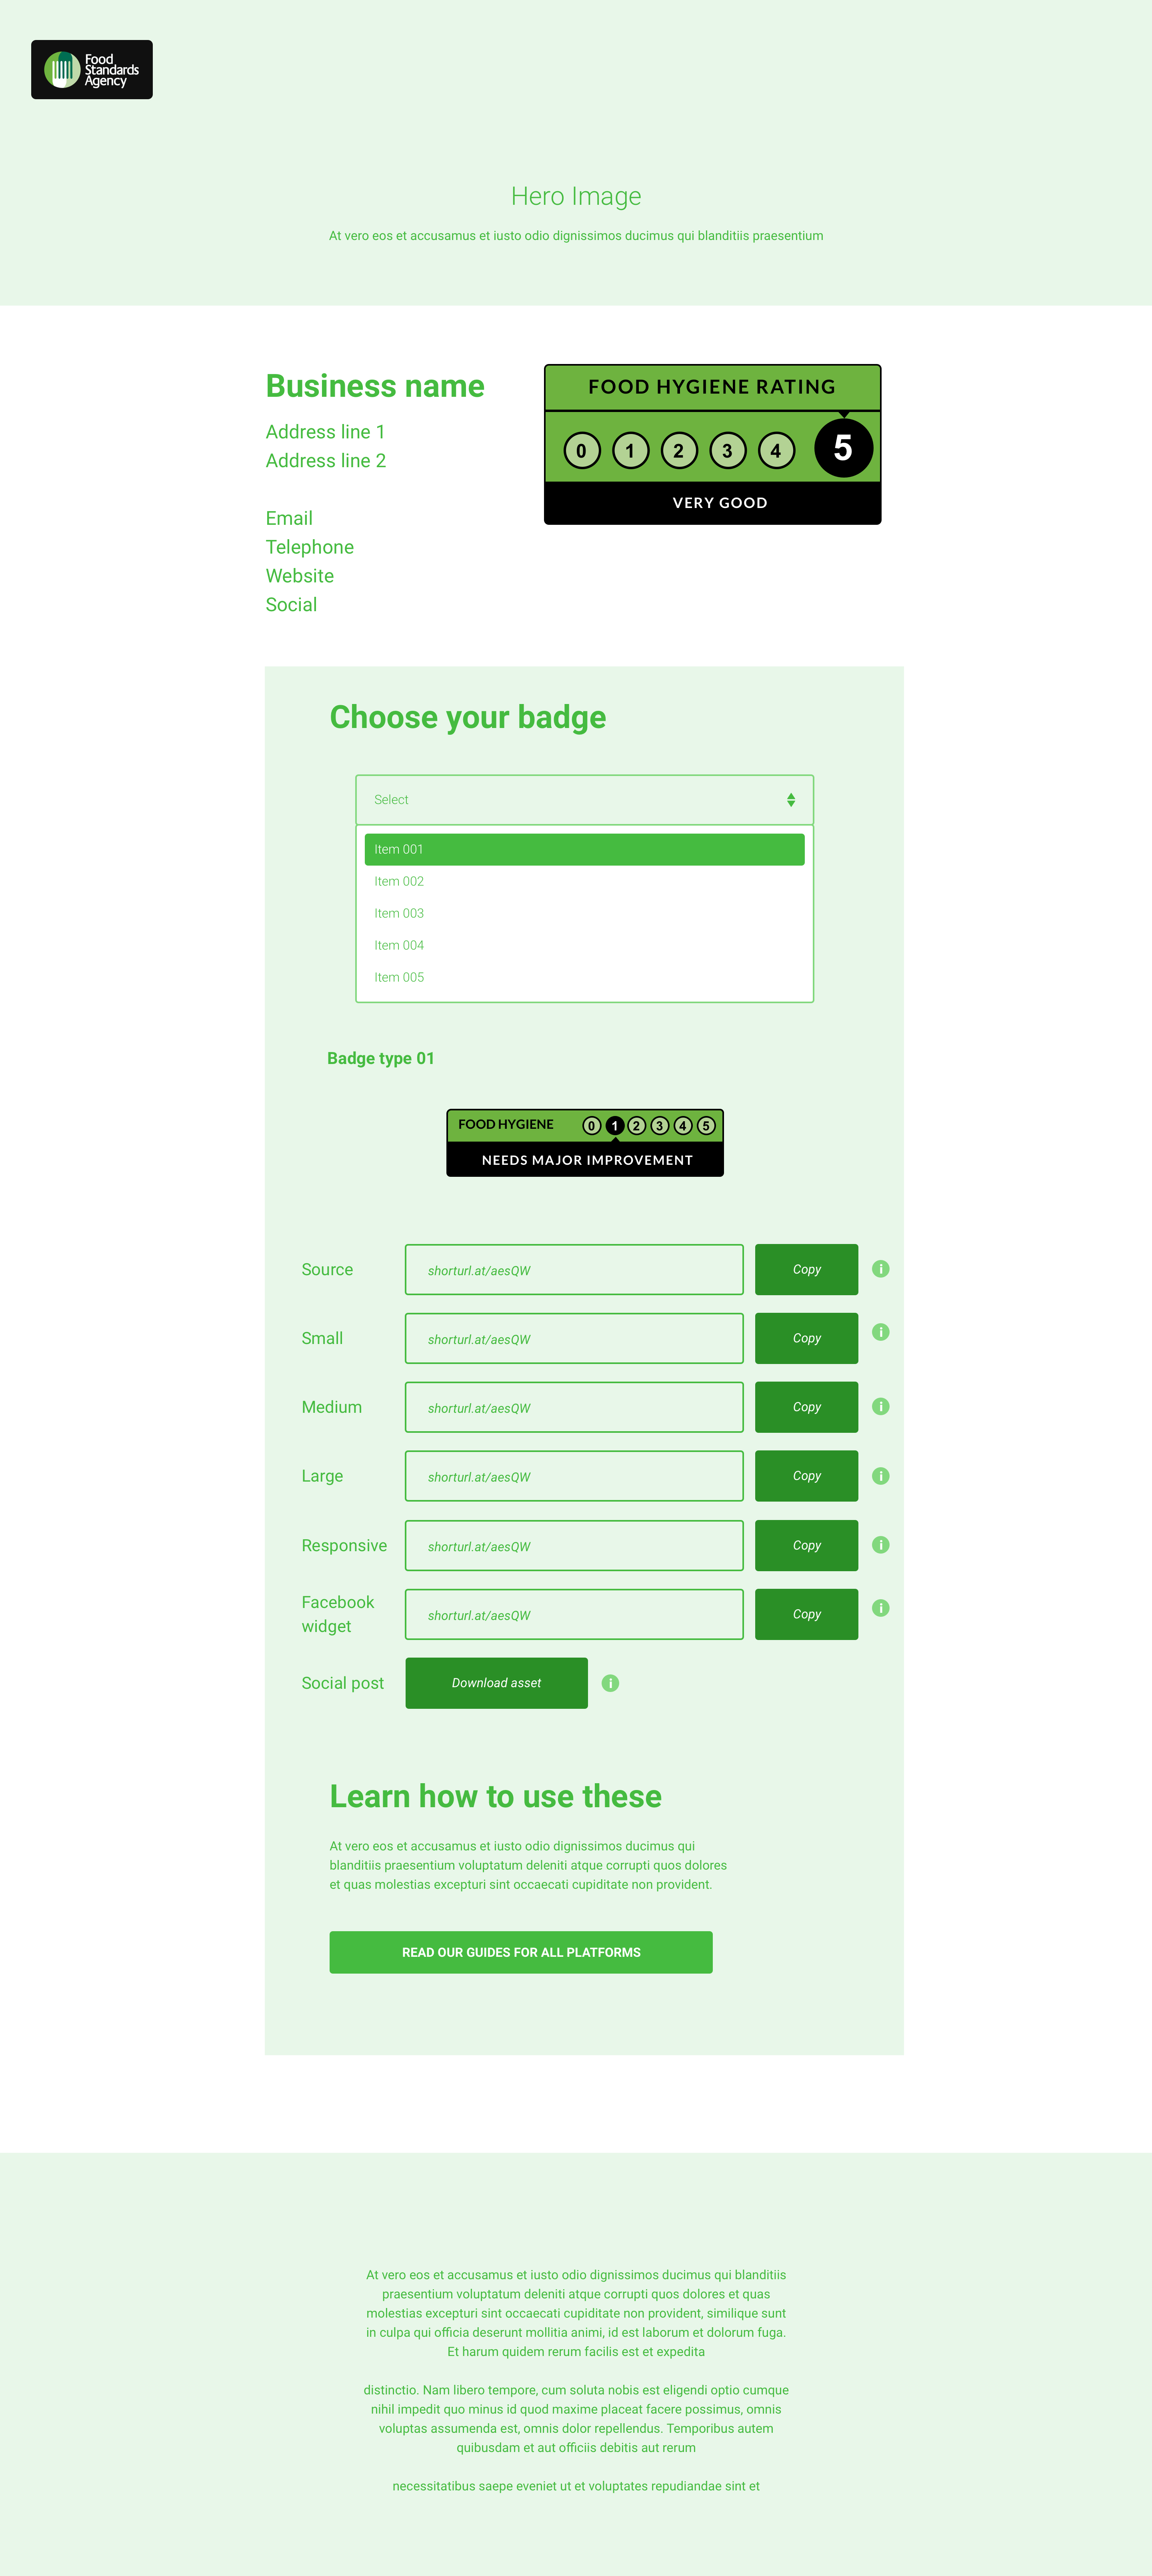 Food
Standards
Agency
Hero Image
At vero eos et accusamus et iusto odio dignissimos ducimus qui blanditiis praesentium
Business name
Address line 1
Address line 2
Email
Telephone
Website
Social
FOOD HYGIENE RATING
0 1 2 3 4 5
VERY GOOD
Choose your badge
Select
Item 001
Item 002
Item 003
Item 004
Item 005
Badge type 01
FOOD HYGIENE 0 1 2 3 4 5
NEEDS MAJOR IMPROVEMENT
Source shorturl.at/aesQW Copy i
Small shorturl.at/aesQW Copy i
Medium shorturl.at/aesQW Copy i
Large shorturl.at/aesQW Copy i
Responsive shorturl.at/aesQW Copy i
Facebook
widget shorturl.at/aesQW Copy i
Social post Download asset i
Learn how to use these
At vero eos et accusamus et iusto odio dignissimos ducimus qui
blanditiis praesentium voluptatum deleniti atque corrupti quos dolores
et quas molestias excepturi sint occaecati cupiditate non provident.
READ OUR GUIDES FOR ALL PLATFORMS
At vero eos et accusamus et iusto odio dignissimos ducimus qui blanditiis
praesentium voluptatum deleniti atque corrupti quos dolores et quas
molestias excepturi sint occaecati cupiditate non provident, similique sunt
in culpa qui officia deserunt mollitia animi, id est laborum et dolorum fuga.
Et harum quidem rerum facilis est et expedita
distinctio. Nam libero tempore, cum soluta nobis est eligendi optio cumque
nihil impedit quo minus id quod maxime placeat facere possimus, omnis
voluptas assumenda est, omnis dolor repellendus. Temporibus autem
quibusdam et aut officiis debitis aut rerum
necessitatibus saepe eveniet ut et voluptates repudiandae sint et